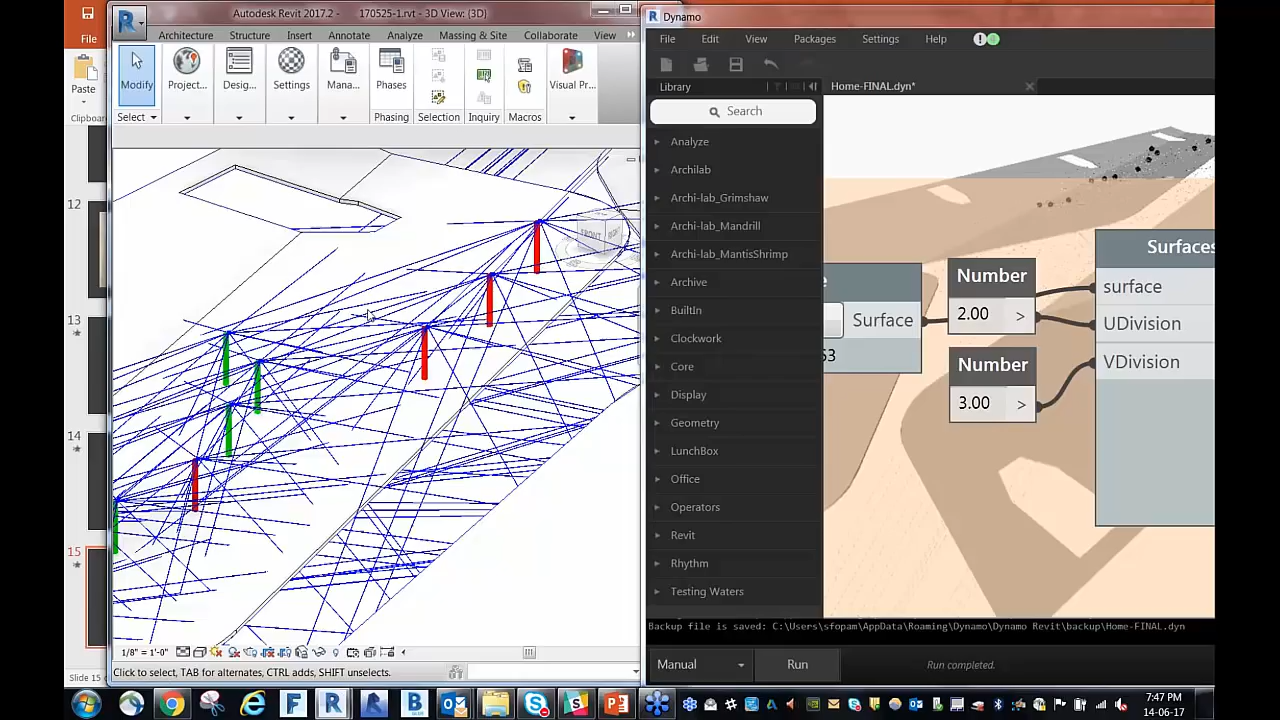 File
Paste
Clipboard
12
13
14
15
Slide 15
Autodesk Revit 2017.2 - 170525-1.rvt - 3D View: {3D}
Architecture Structure Insert Annotate Analyze Massing & Site Collaborate View
Modify Project... Desig... Settings Mana... Phases Visual Pr...
Select Phasing Selection Inquiry Macros
FRONT
1/8" = 1'-0"
Click to select, TAB for alternates, CTRL adds, SHIFT unselects.
Dynamo
File Edit View Packages Settings Help
Library
Home-FINAL.dyn*
Search
Analyze
Archilab
Archi-lab_Grimshaw
Archi-lab_Mandrill
Archi-lab_MantisShrimp
Archive
BuiltIn
Clockwork
Core
Display
Geometry
LunchBox
Office
Operators
Revit
Rhythm
Testing Waters
Surface
Number
2.00 >
Number
3.00 >
Surfaces
surface
UDivision
VDivision
Backup file is saved: C:\Users\sfopam\AppData\Roaming\Dynamo\Dynamo Revit\backup\Home-FINAL.dyn
Manual Run Run completed.
7:47 PM
14-06-17